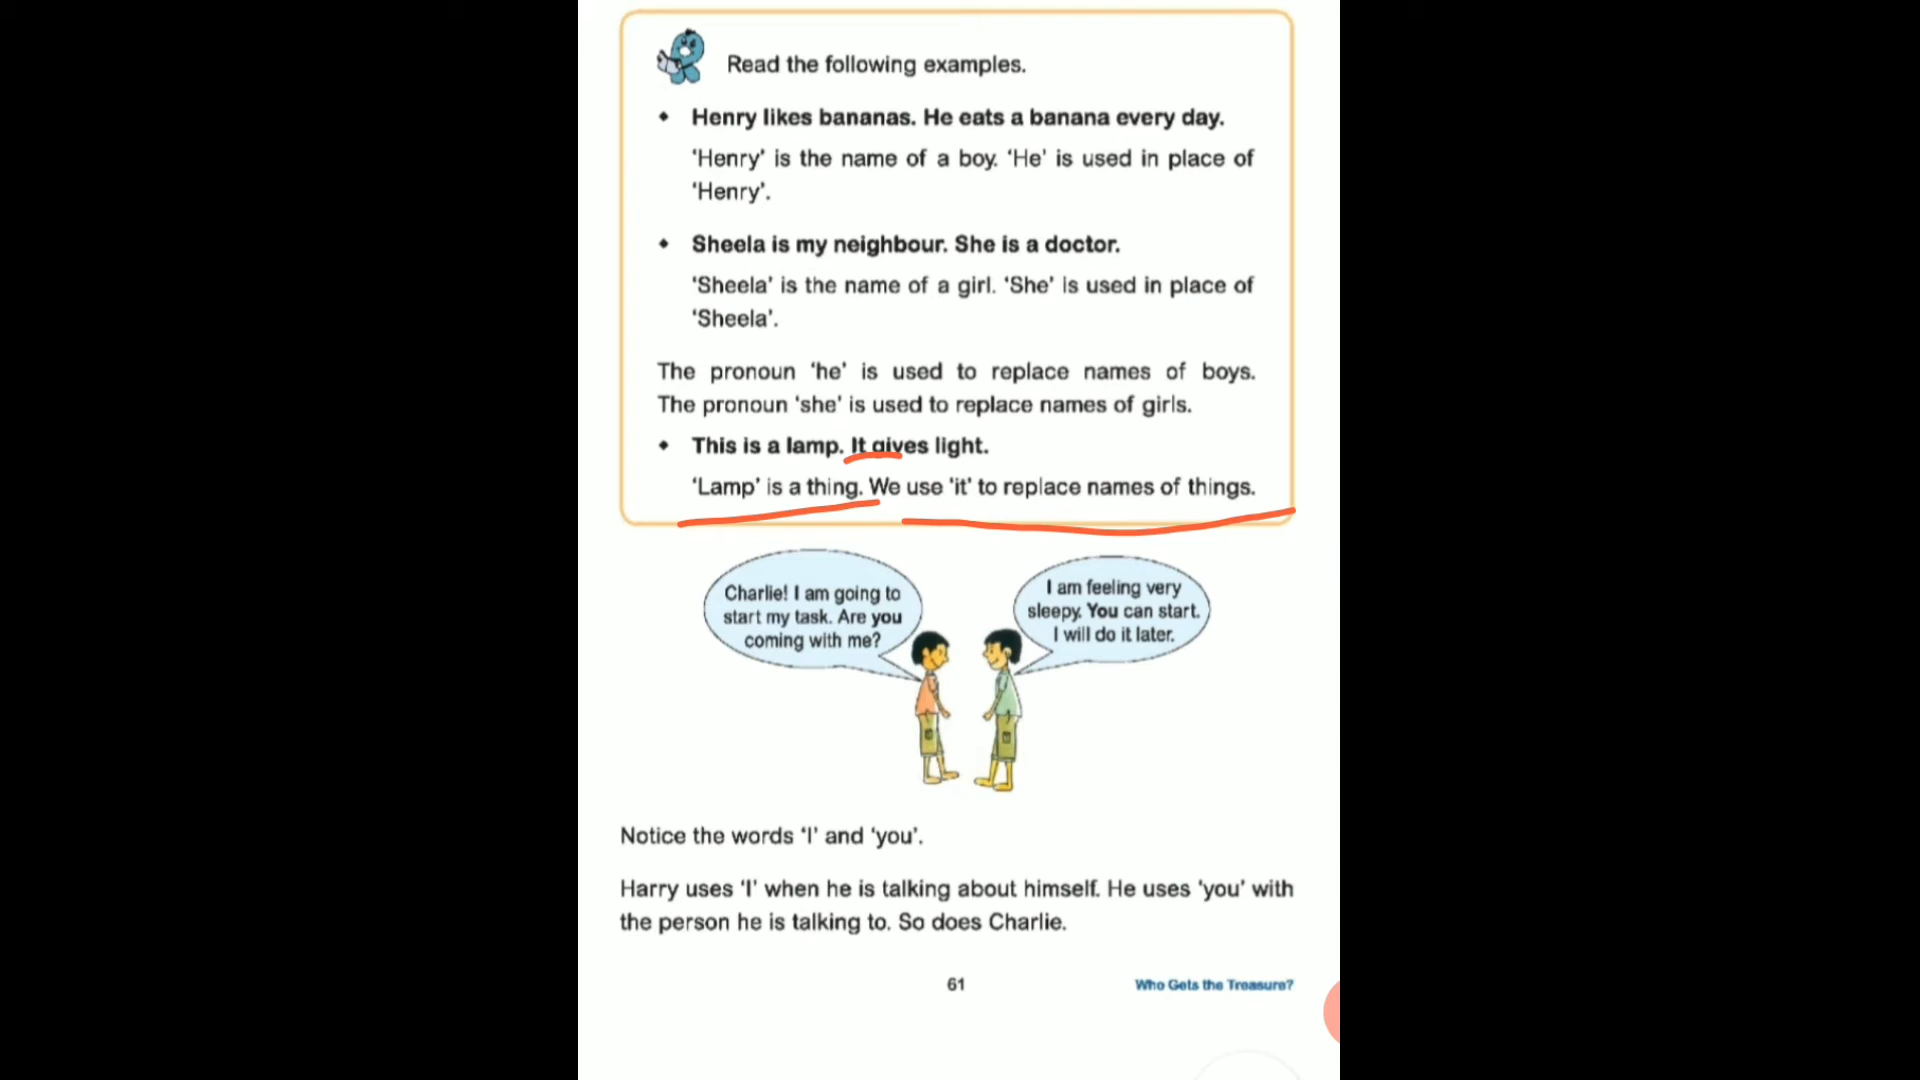 Read the following examples.
• Henry likes bananas. He eats a banana every day.
‘Henry’ is the name of a boy. ‘He’ is used in place of
‘Henry’.
• Sheela is my neighbour. She is a doctor.
‘Sheela’ is the name of a girl. ‘She’ is used in place of
‘Sheela’.
The pronoun ‘he’ is used to replace names of boys.
The pronoun ‘she’ is used to replace names of girls.
• This is a lamp. It gives light.
‘Lamp’ is a thing. We use ‘it’ to replace names of things.
Charlie! I am going to
start my task. Are you
coming with me?
I am feeling very
sleepy. You can start.
I will do it later.
Notice the words ‘I’ and ‘you’.
Harry uses ‘I’ when he is talking about himself. He uses ‘you’ with
the person he is talking to. So does Charlie.
61
Who Gets the Treasure?